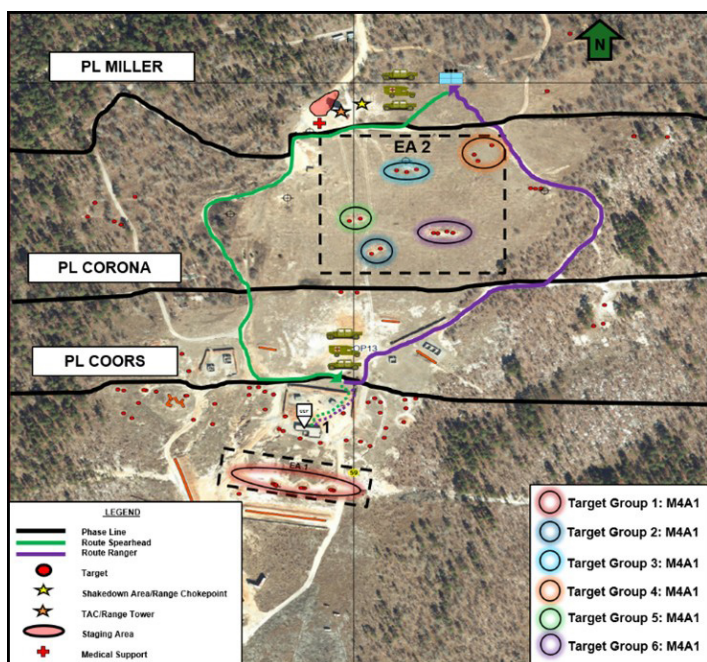 N
PL MILLER
EA 2
PL CORONA
OP13
PL COORS
1
EA 1
LEGEND
Phase Line
Route Spearhead
Route Ranger
Target
Shakedown Area/Range Chokepoint
TAC/Range Tower
Staging Area
Medical Support
Target Group 1: M4A1
Target Group 2: M4A1
Target Group 3: M4A1
Target Group 4: M4A1
Target Group 5: M4A1
Target Group 6: M4A1